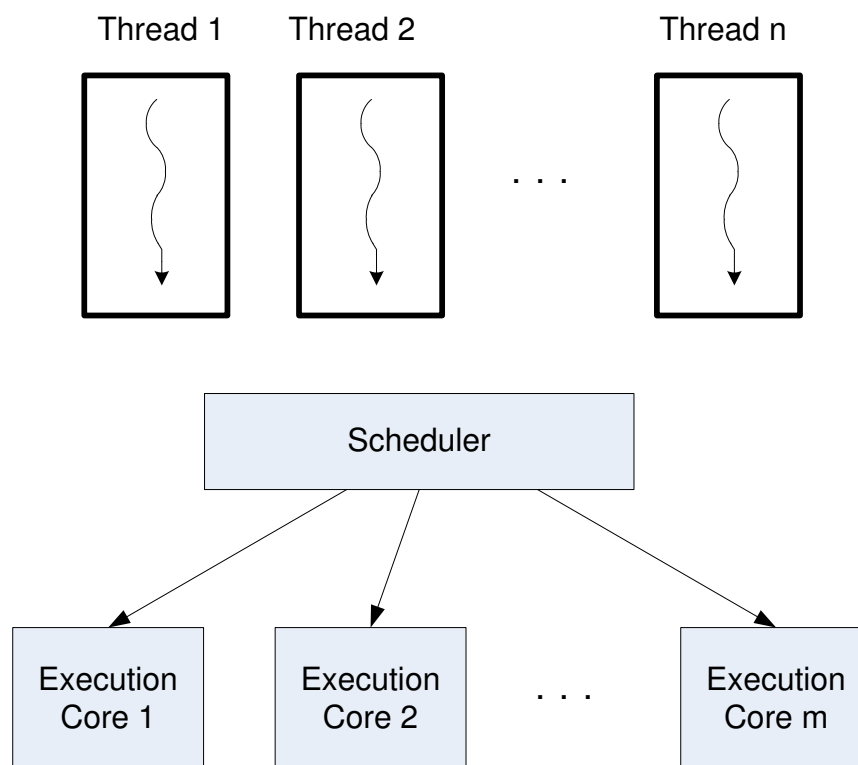 Thread 1
Thread 2
Thread n
. . .
Scheduler
Execution
Core 1
Execution
Core 2
. . .
Execution
Core m